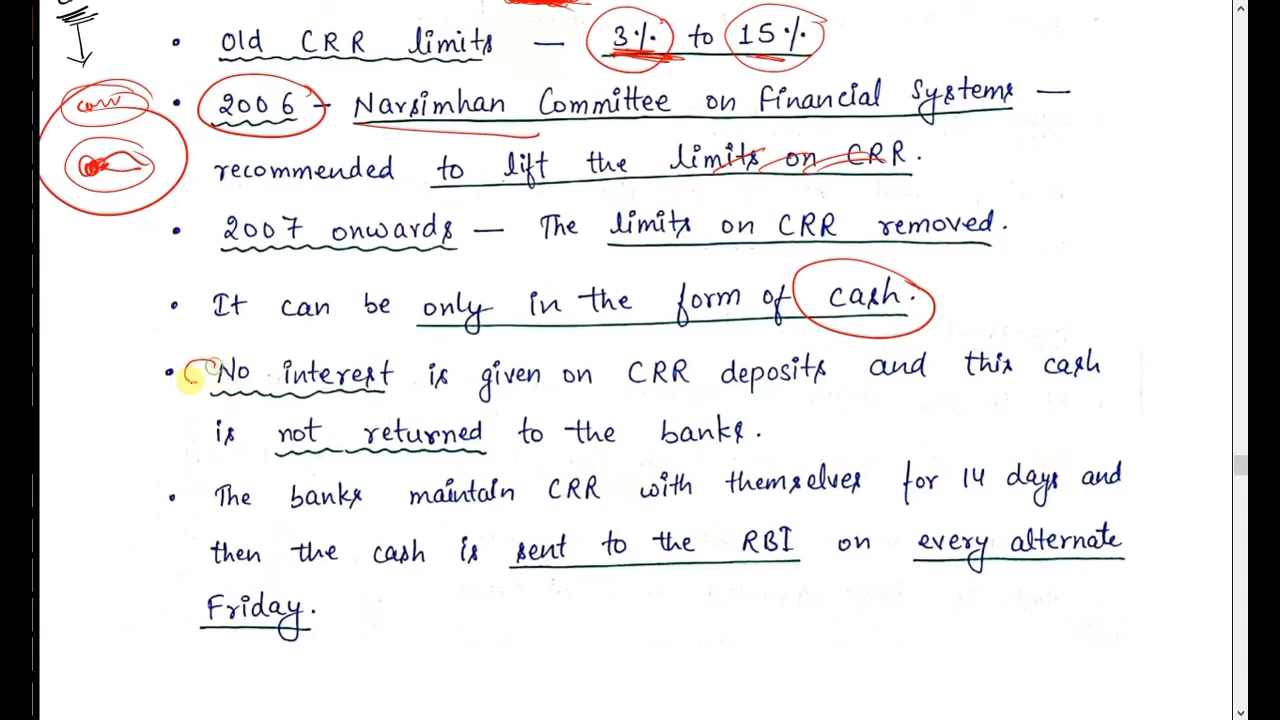 • Old CRR limits — 3% to 15%
• 2006 - Narsimhan Committee on Financial Systems —
recommended to lift the limits on CRR.
• 2007 onwards — The limits on CRR removed.
• It can be only in the form of cash.
• No interest is given on CRR deposits and this cash
is not returned to the banks.
• The banks maintain CRR with themselves for 14 days and
then the cash is sent to the RBI on every alternate
Friday.